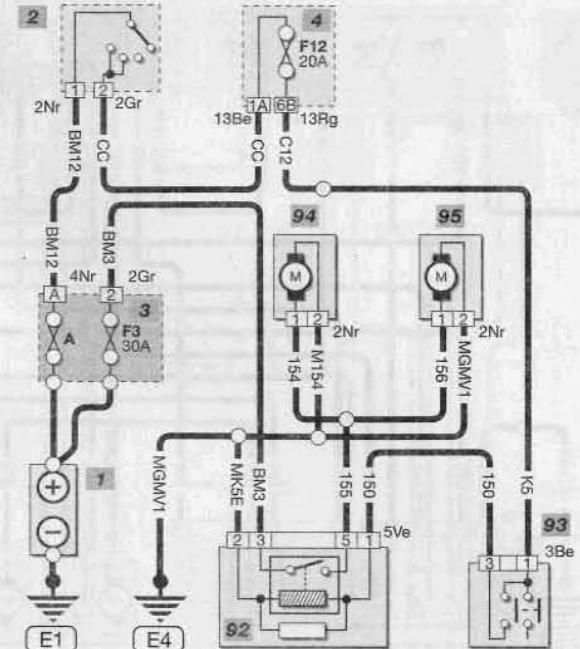 2
4
F12
20A
1
2
1A
6B
2Nr
2Gr
13Be
13Rg
BM12
CC
CC
C12
94
95
BM12
BM3
M
M
4Nr
2Gr
A
2
3
1
2
2Nr
1
2
2Nr
A
F3
30A
154
M154
156
MGMV1
+
1
−
MGMV1
MK5E
BM3
155
150
150
K5
93
2
3
5
1
5Ve
3
1
3Be
92
E1
E4